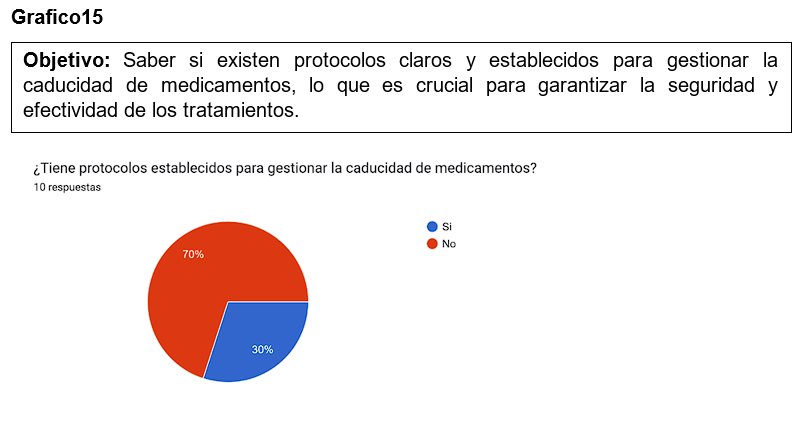 Grafico15
Objetivo: Saber si existen protocolos claros y establecidos para gestionar la
caducidad de medicamentos, lo que es crucial para garantizar la seguridad y
efectividad de los tratamientos.
¿Tiene protocolos establecidos para gestionar la caducidad de medicamentos?
10 respuestas
Si
No
70%
30%